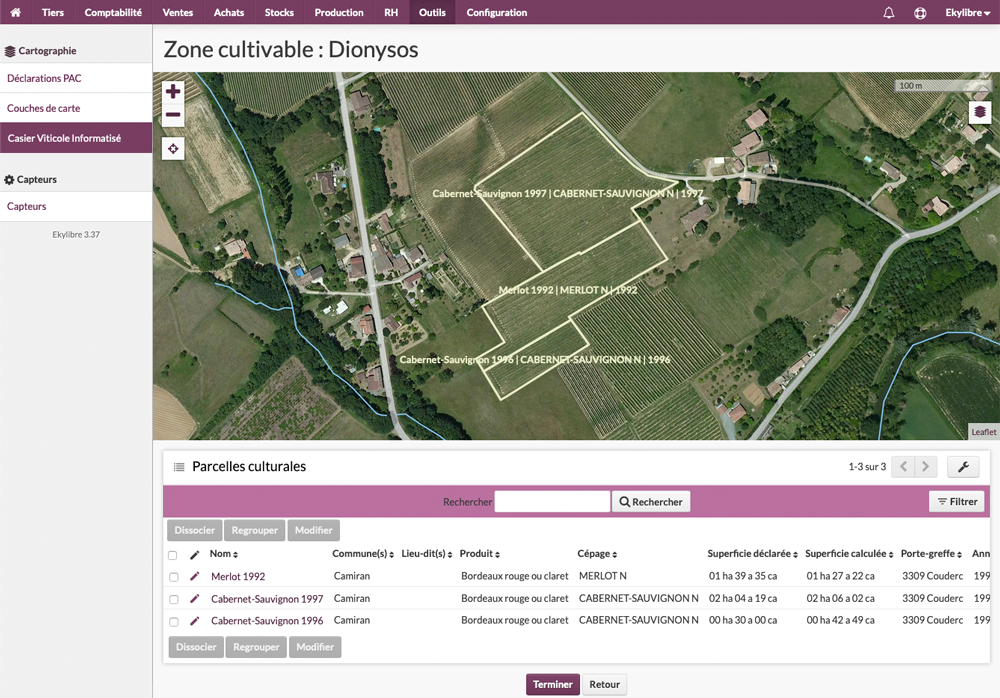 Tiers Comptabilité Ventes Achats Stocks Production RH Outils Configuration Ekylibre
Cartographie
Déclarations PAC
Couches de carte
Casier Viticole Informatisé
Capteurs
Capteurs
Ekylibre 3.37
Zone cultivable : Dionysos
100 m
Cabernet-Sauvignon 1997 | CABERNET-SAUVIGNON N | 1997
Merlot 1992 | MERLOT N | 1992
Cabernet-Sauvignon 1996 | CABERNET-SAUVIGNON N | 1996
Leaflet
Parcelles culturales 1-3 sur 3
Rechercher Rechercher Filtrer
Dissocier Regrouper Modifier
Nom Commune(s) Lieu-dit(s) Produit Cépage Superficie déclarée Superficie calculée Porte-greffe Ann
Merlot 1992 Camiran Bordeaux rouge ou claret MERLOT N 01 ha 39 a 35 ca 01 ha 27 a 22 ca 3309 Couderc 199
Cabernet-Sauvignon 1997 Camiran Bordeaux rouge ou claret CABERNET-SAUVIGNON N 02 ha 04 a 19 ca 02 ha 06 a 02 ca 3309 Couderc 199
Cabernet-Sauvignon 1996 Camiran Bordeaux rouge ou claret CABERNET-SAUVIGNON N 00 ha 30 a 00 ca 00 ha 42 a 49 ca 3309 Couderc 199
Dissocier Regrouper Modifier
Terminer Retour